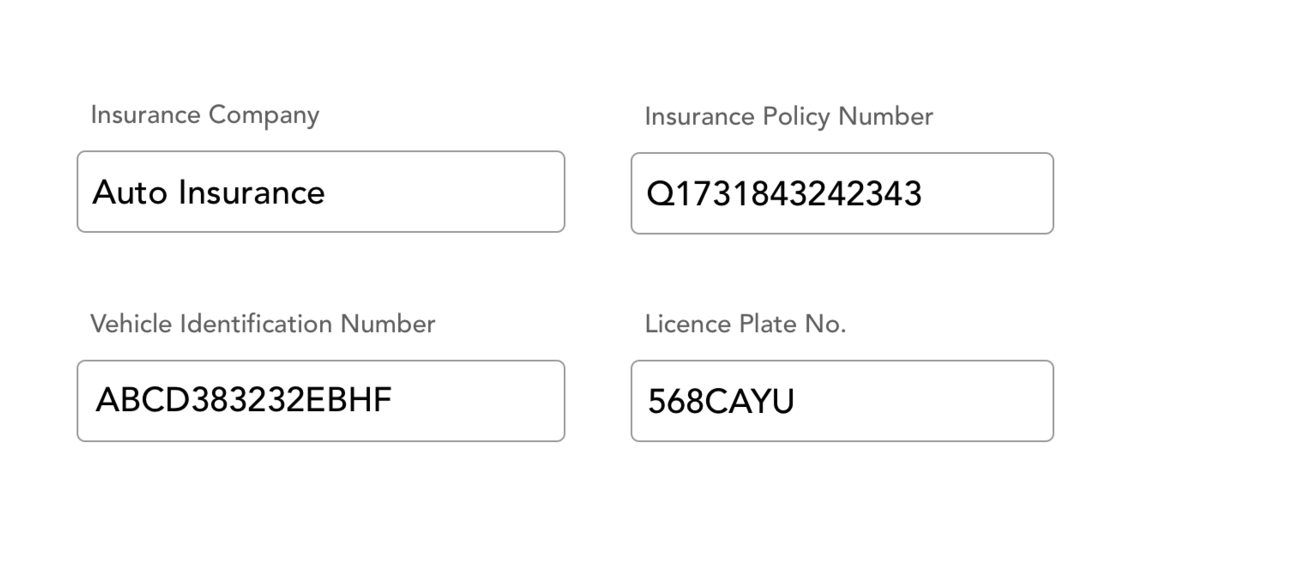 Insurance Company
Auto Insurance
Insurance Policy Number
Q1731843242343
Vehicle Identification Number
ABCD383232EBHF
Licence Plate No.
568CAYU